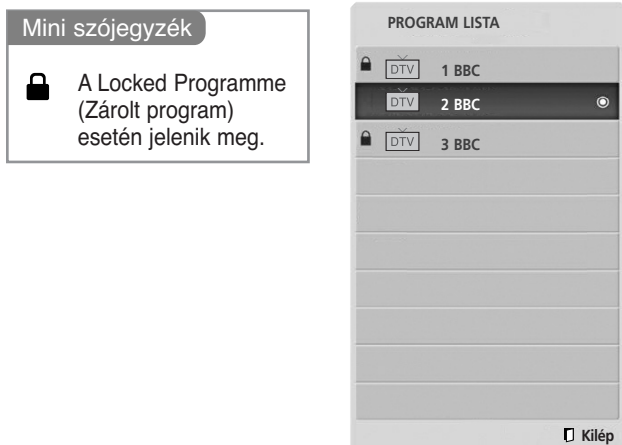 Mini szójegyzék
A Locked Programme
(Zárolt program)
esetén jelenik meg.
PROGRAM LISTA
DTV 1 BBC
DTV 2 BBC
DTV 3 BBC
Kilép